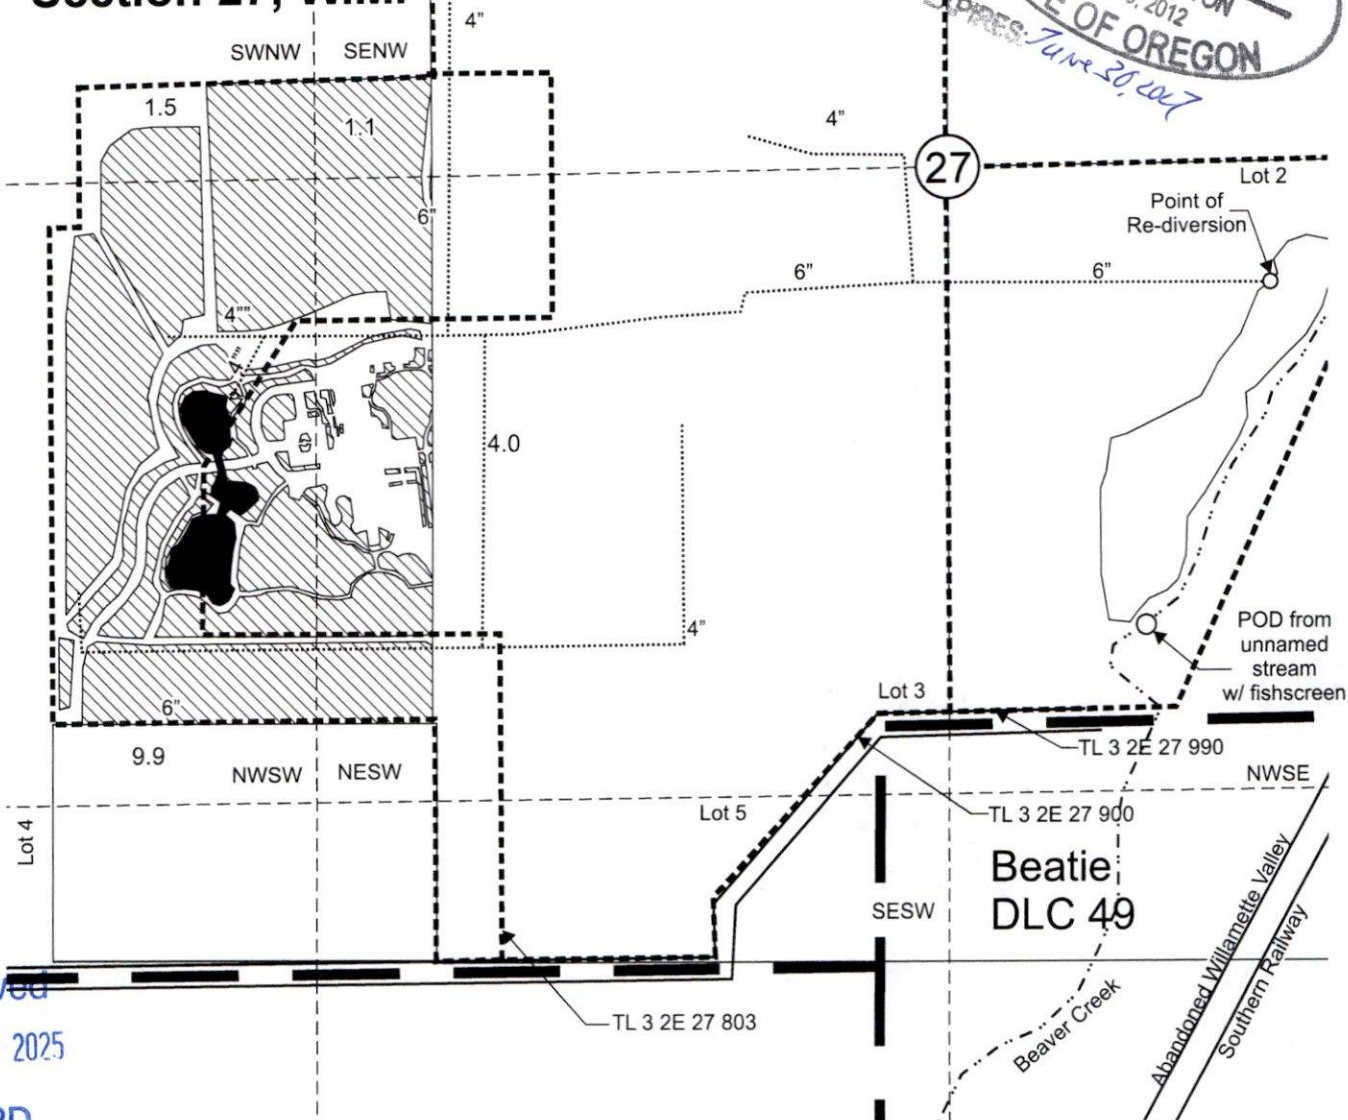 Section 27, W.M.
4”
2012
OF OREGON
EXPIRES: June 30, 2027
SWNW
SENW
1.5
1.1
4”
27
Lot 2
Point of
Re-diversion
6”
6”
6”
4””
4””
4.0
4”
POD from
unnamed
stream
w/ fishscreen
6”
Lot 3
TL 3 2E 27 990
9.9
NWSW
NESW
NWSE
Lot 4
Lot 5
TL 3 2E 27 900
Beatie
DLC 49
SESW
Abandoned Willamette Valley
Southern Railway
Beaver Creek
TL 3 2E 27 803
2025